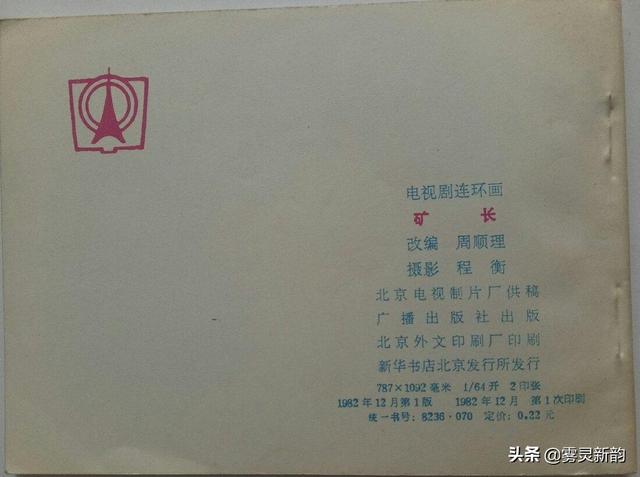 电视剧连环画
矿 长
改编 周顺理
摄影 程 衡
北京电视制片厂供稿
广播出版社出版
北京外文印刷厂印刷
新华书店北京发行所发行
787×1092毫米 1/64开 2印张
1982年12月第1版 1982年12月 第1次印刷
统一书号：8236·070 定价：0.22元
头条 @雾灵新韵